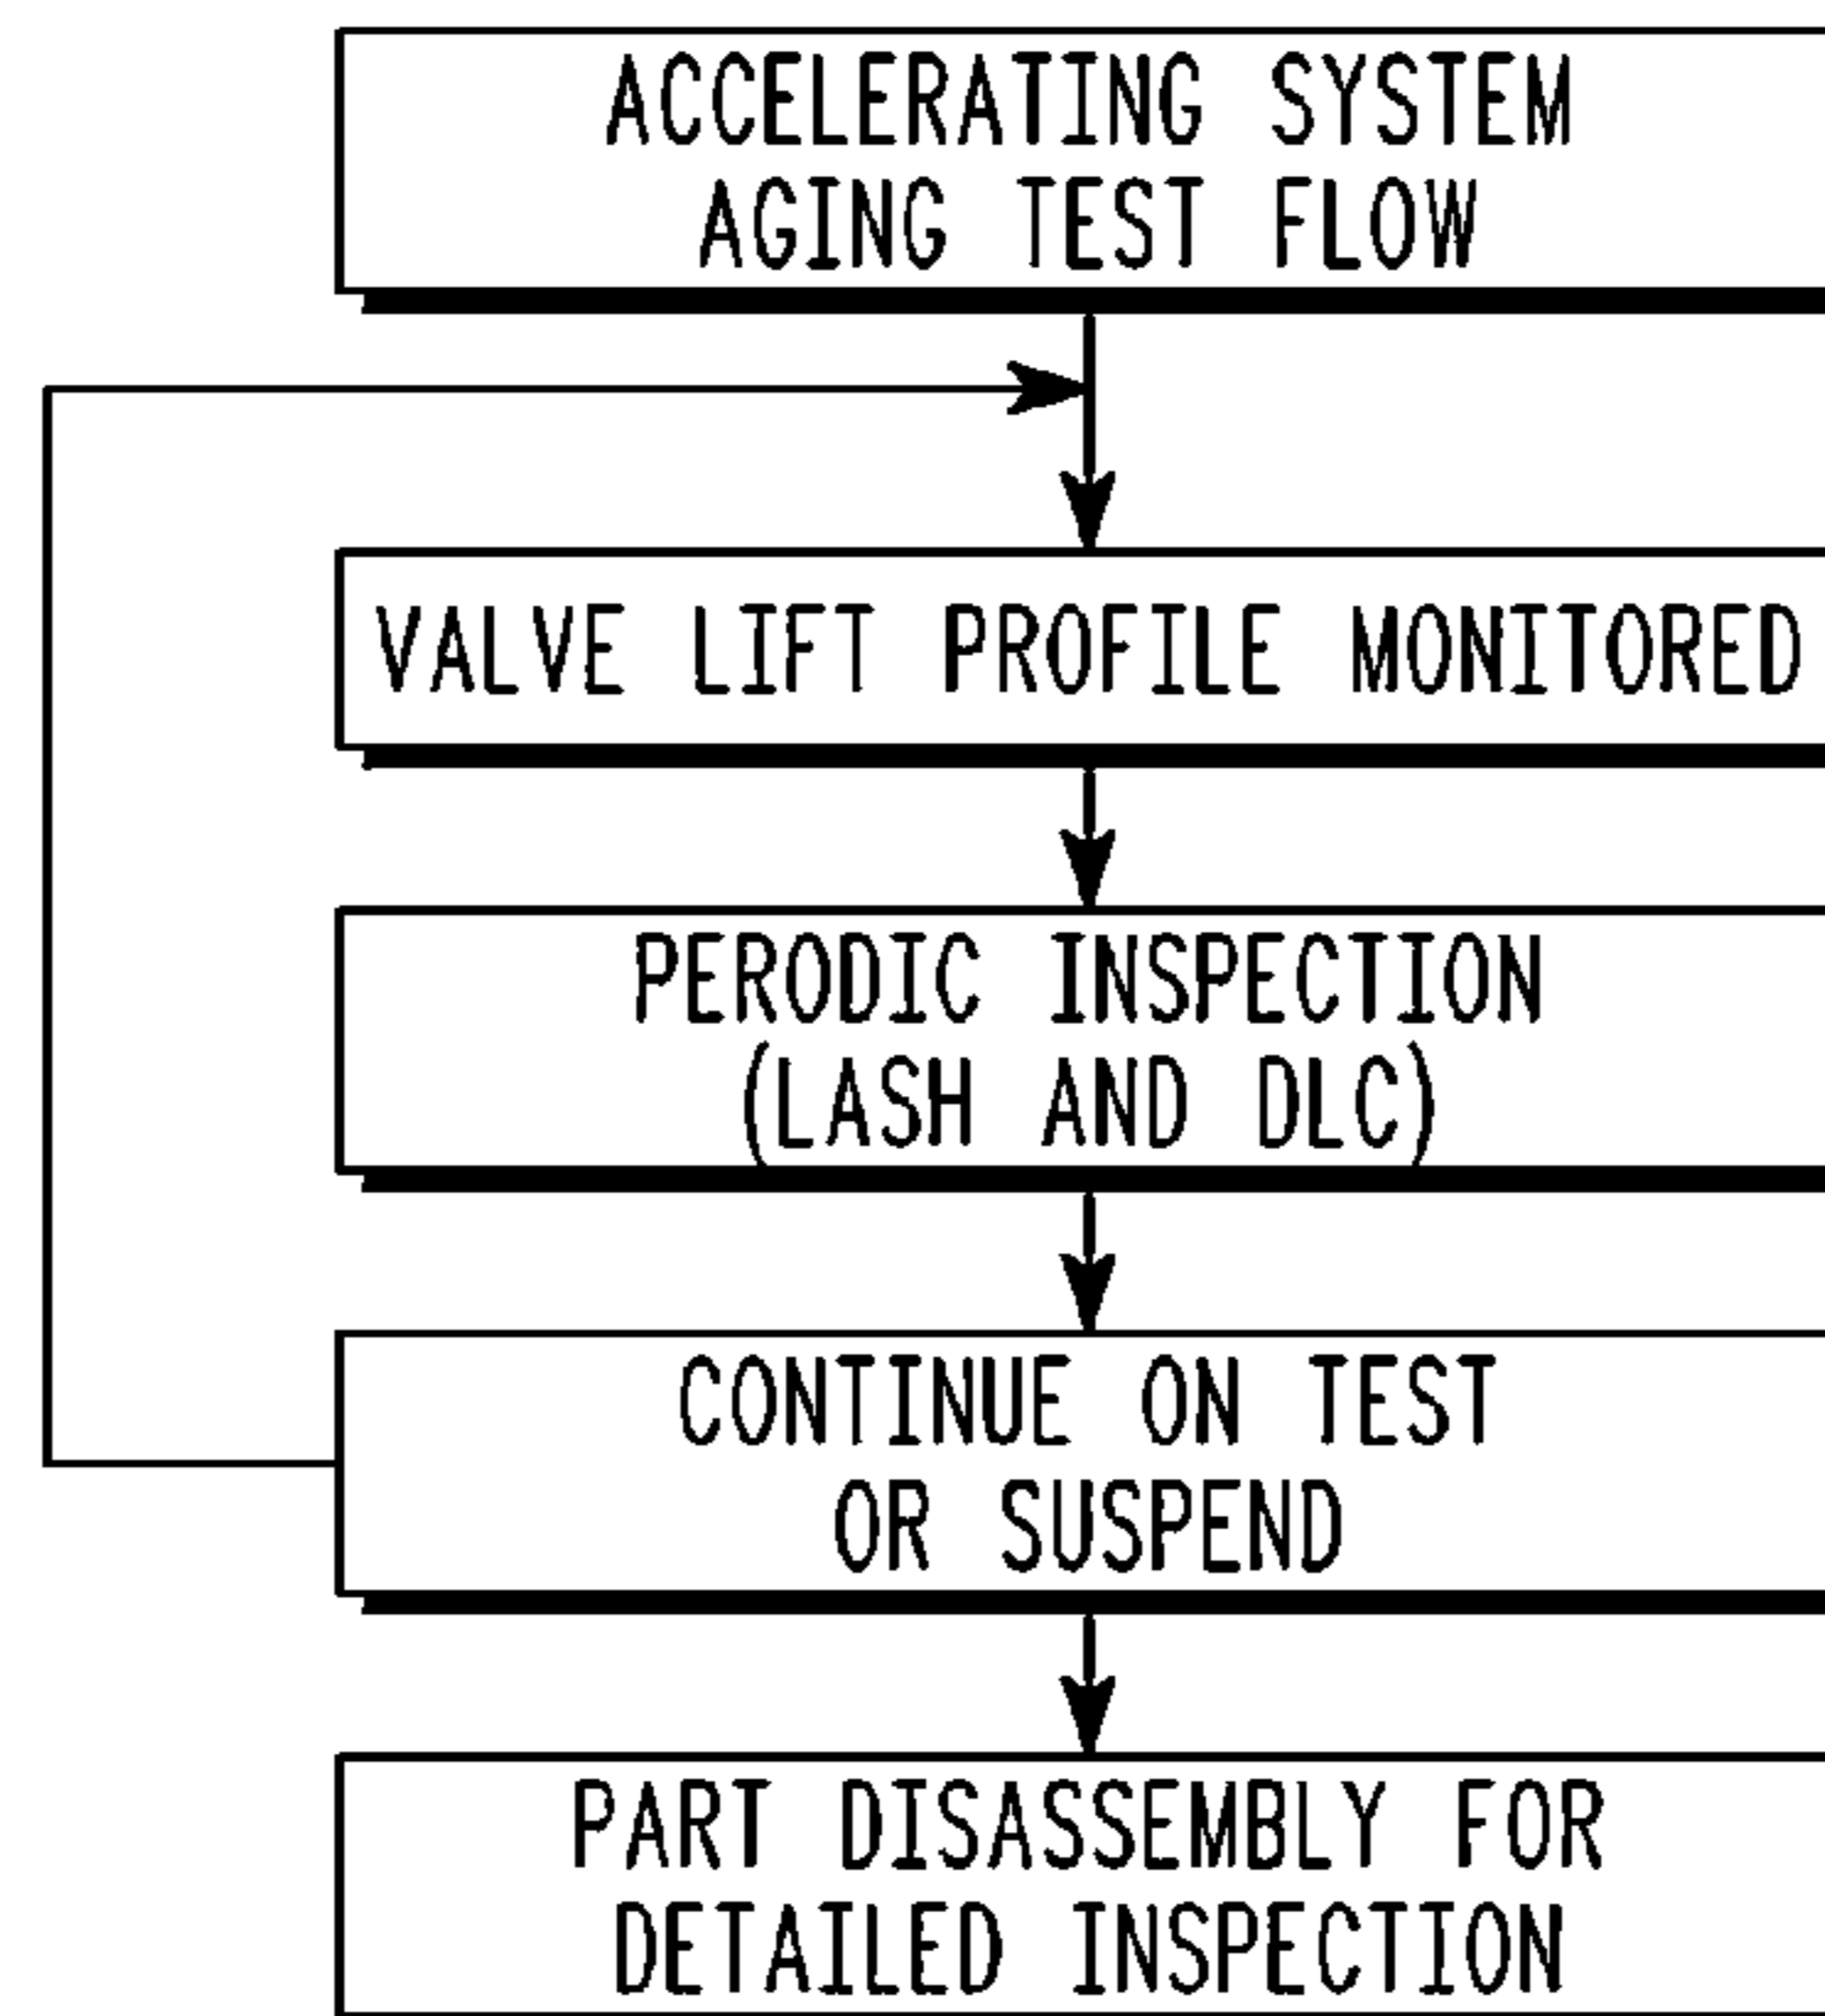 ACCELERATING SYSTEM
AGING TEST FLOW
VALVE LIFT PROFILE MONITORED
PERODIC INSPECTION
(LASH AND DLC)
CONTINUE ON TEST
OR SUSPEND
PART DISASSEMBLY FOR
DETAILED INSPECTION